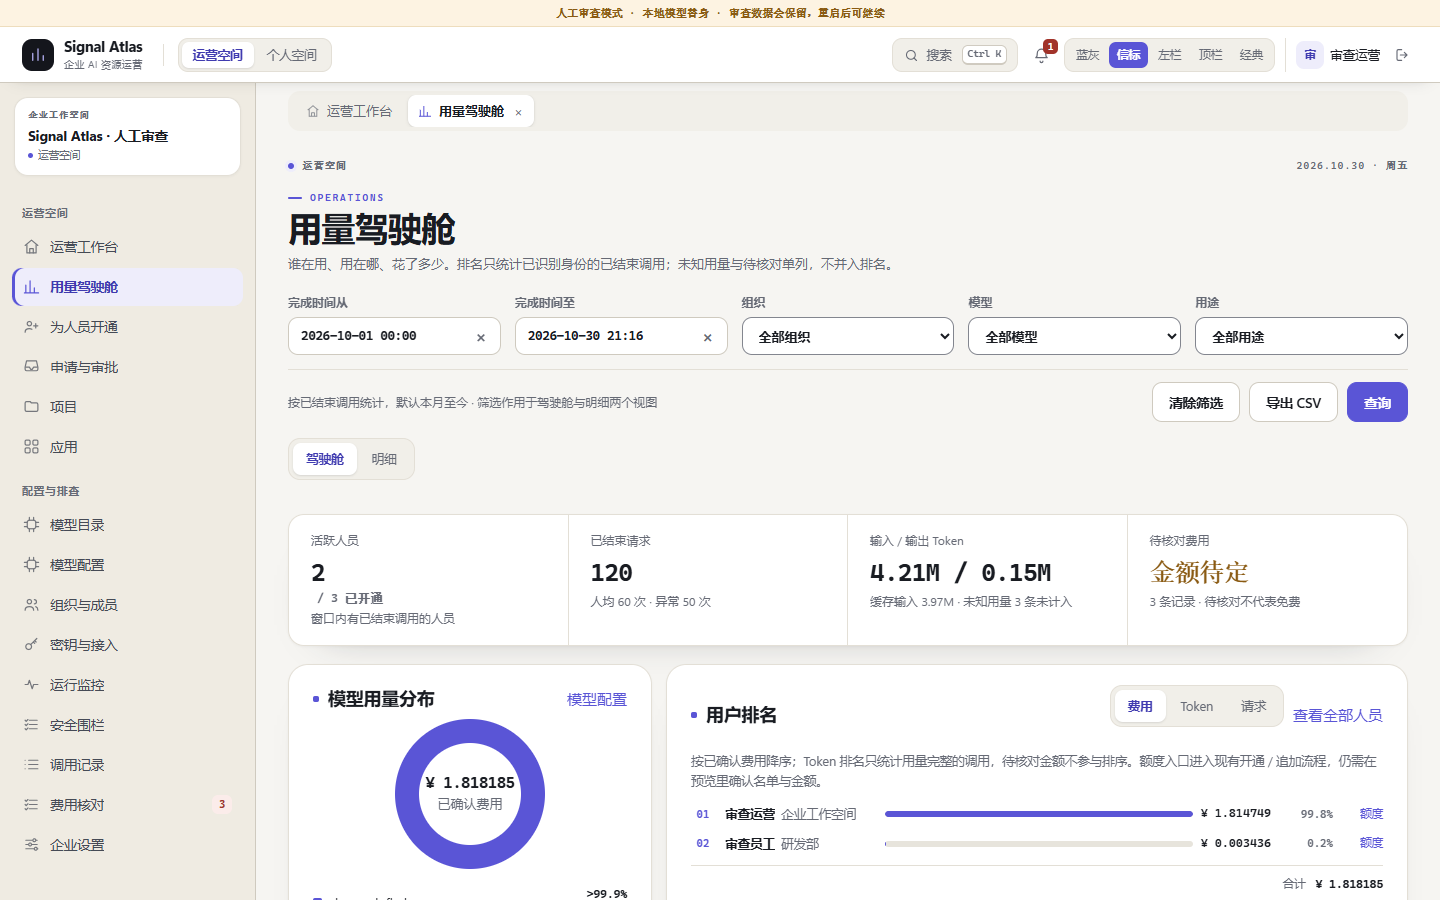 人工审查模式 · 本地模型替身 · 审查数据会保留，重启后可继续
Signal Atlas
企业 AI 资源运营
运营空间
个人空间
搜索 Ctrl K
1
蓝灰
信标
左栏
顶栏
经典
审
审查运营
企业工作空间
Signal Atlas · 人工审查
运营空间
运营空间
运营工作台
用量驾驶舱
为人员开通
申请与审批
项目
应用
配置与排查
模型目录
模型配置
组织与成员
密钥与接入
运行监控
安全围栏
调用记录
费用核对 3
企业设置
运营工作台
用量驾驶舱 ×
运营空间
2026.10.30 · 周五
OPERATIONS
用量驾驶舱
谁在用、用在哪、花了多少。排名只统计已识别身份的已结束调用；未知用量与待核对单列，不并入排名。
完成时间从
2026-10-01 00:00 ×
完成时间至
2026-10-30 21:16 ×
组织
全部组织
模型
全部模型
用途
全部用途
按已结束调用统计，默认本月至今 · 筛选作用于驾驶舱与明细两个视图
清除筛选
导出 CSV
查询
驾驶舱
明细
活跃人员
2
/ 3 已开通
窗口内有已结束调用的人员
已结束请求
120
人均 60 次 · 异常 50 次
输入 / 输出 Token
4.21M / 0.15M
缓存输入 3.97M · 未知用量 3 条未计入
待核对费用
金额待定
3 条记录 · 待核对不代表免费
模型用量分布
模型配置
¥ 1.818185
已确认费用
>99.9%
用户排名
费用
Token
请求
查看全部人员
按已确认费用降序；Token 排名只统计用量完整的调用，待核对金额不参与排序。额度入口进入现有开通 / 追加流程，仍需在
预览里确认名单与金额。
01 审查运营 企业工作空间 ¥ 1.814749 99.8% 额度
02 审查员工 研发部 ¥ 0.003436 0.2% 额度
合计 ¥ 1.818185